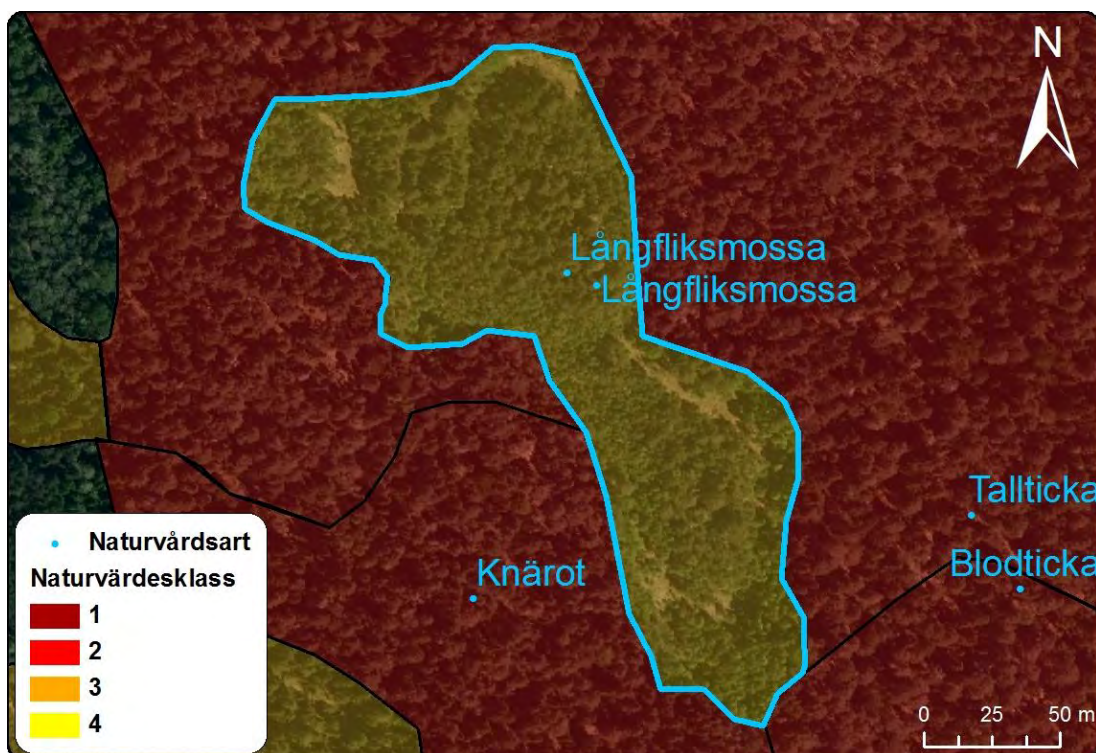 N
Långfliksmossa
Långfliksmossa
Tallticka
Blodticka
Knärot
Naturvårdsart
Naturvärdesklass
1
2
3
4
0 25 50 m